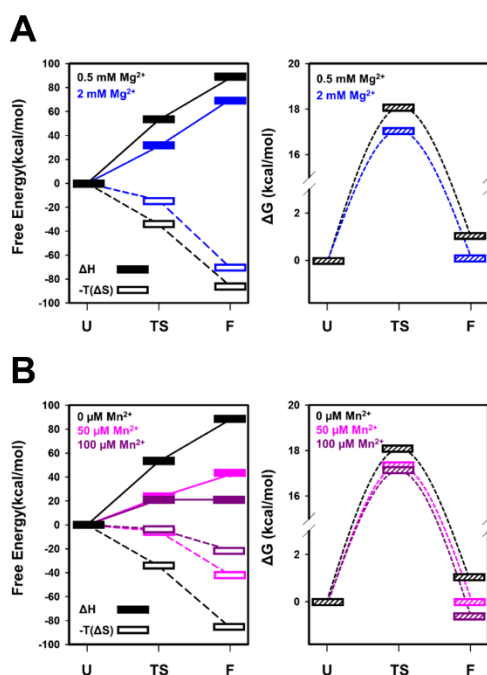 A
Free Energy(kcal/mol)
100
80
60
40
20
0
-20
-40
-60
-80
-100
0.5 mM Mg²⁺
2 mM Mg²⁺
ΔH
-T(ΔS)
U TS F
ΔG (kcal/mol)
20
18
16
2
0
0.5 mM Mg²⁺
2 mM Mg²⁺
U TS F
B
Free Energy(kcal/mol)
100
80
60
40
20
0
-20
-40
-60
-80
-100
0 µM Mn²⁺
50 µM Mn²⁺
100 µM Mn²⁺
ΔH
-T(ΔS)
U TS F
ΔG (kcal/mol)
20
18
16
2
0
0 µM Mn²⁺
50 µM Mn²⁺
100 µM Mn²⁺
U TS F